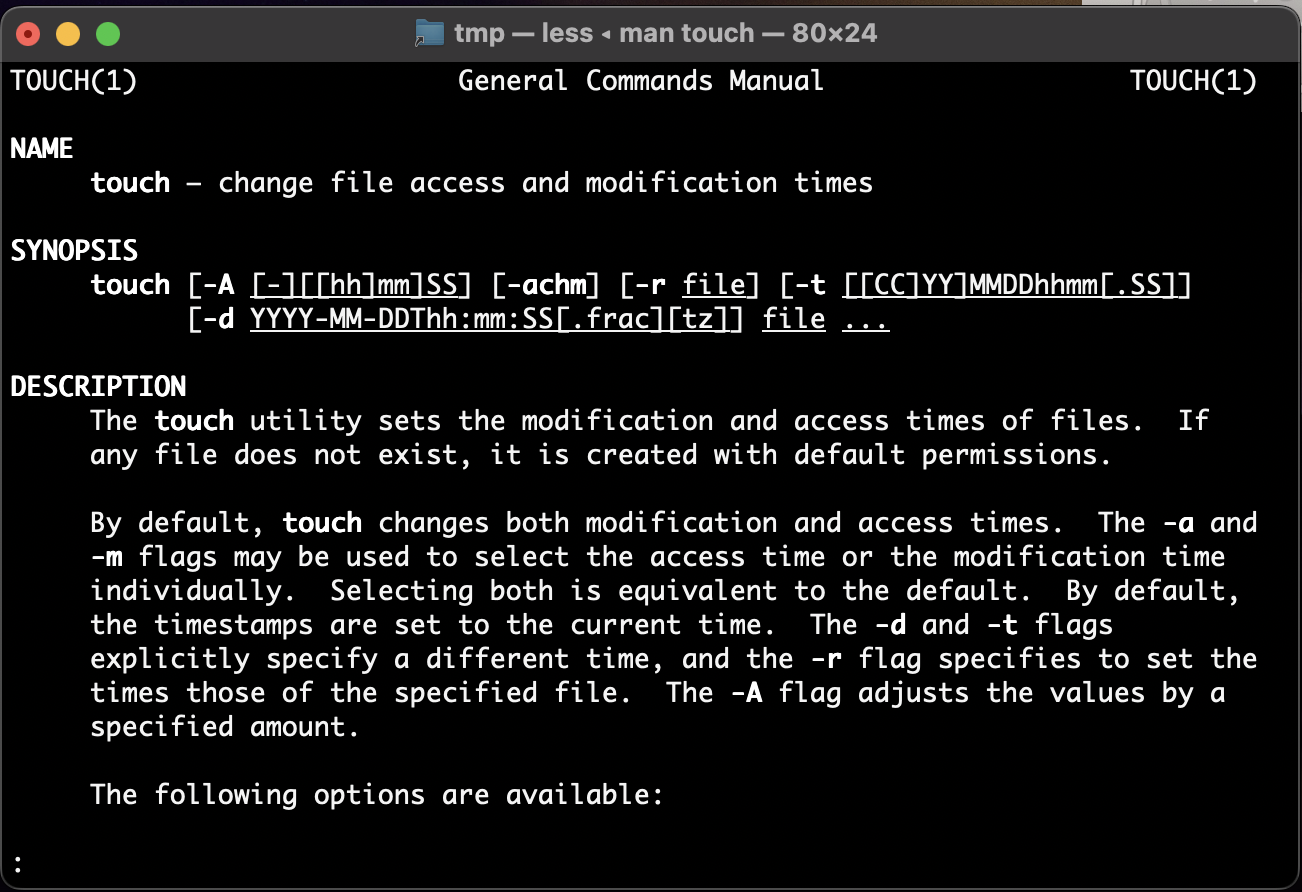 tmp — less ◂ man touch — 80×24
TOUCH(1) General Commands Manual TOUCH(1)
NAME
touch – change file access and modification times
SYNOPSIS
touch [-A [-][[hh]mm]SS] [-achm] [-r file] [-t [[CC]YY]MMDDhhmm[.SS]]
[-d YYYY-MM-DDThh:mm:SS[.frac][tz]] file ...
DESCRIPTION
The touch utility sets the modification and access times of files.  If
any file does not exist, it is created with default permissions.
By default, touch changes both modification and access times.  The -a and
-m flags may be used to select the access time or the modification time
individually.  Selecting both is equivalent to the default.  By default,
the timestamps are set to the current time.  The -d and -t flags
explicitly specify a different time, and the -r flag specifies to set the
times those of the specified file.  The -A flag adjusts the values by a
specified amount.
The following options are available:
: